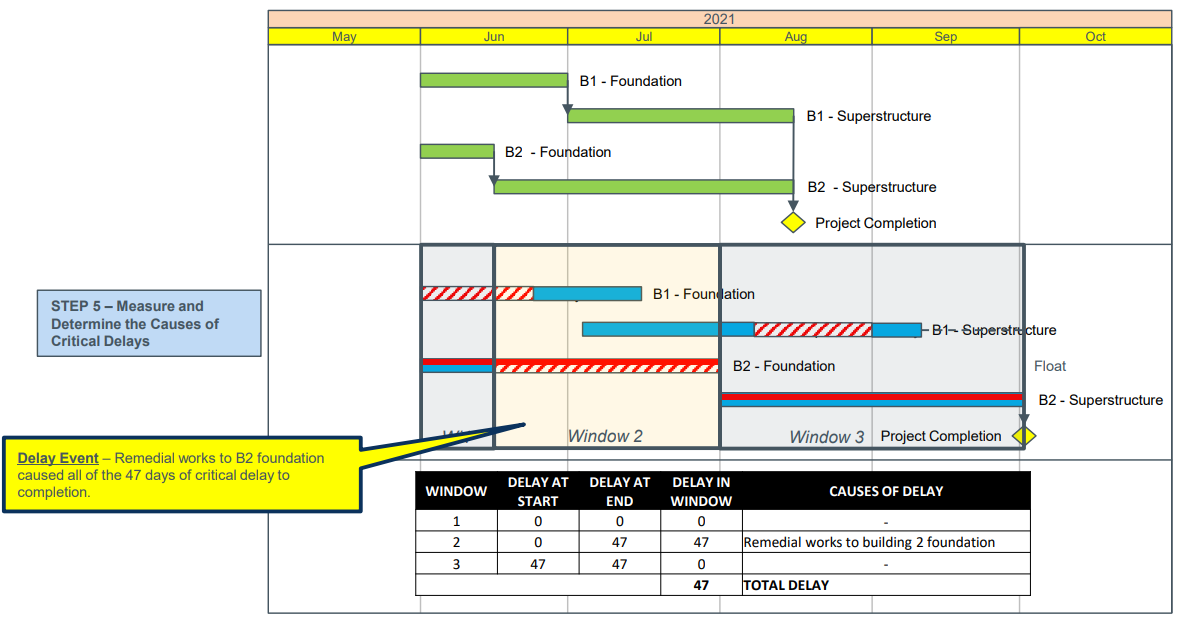 2021
May Jun Jul Aug Sep Oct
B1 - Foundation
B1 - Superstructure
B2 - Foundation
B2 - Superstructure
Project Completion
STEP 5 – Measure and
Determine the Causes of
Critical Delays
B1 - Foundation
B1 - Superstructure
B2 - Foundation
Float
B2 - Superstructure
Window 2
Window 3
Project Completion
Delay Event – Remedial works to B2 foundation
caused all of the 47 days of critical delay to
completion.
WINDOW DELAY AT START DELAY AT END DELAY IN WINDOW CAUSES OF DELAY
1 0 0 0 -
2 0 47 47 Remedial works to building 2 foundation
3 47 47 0 -
47 TOTAL DELAY